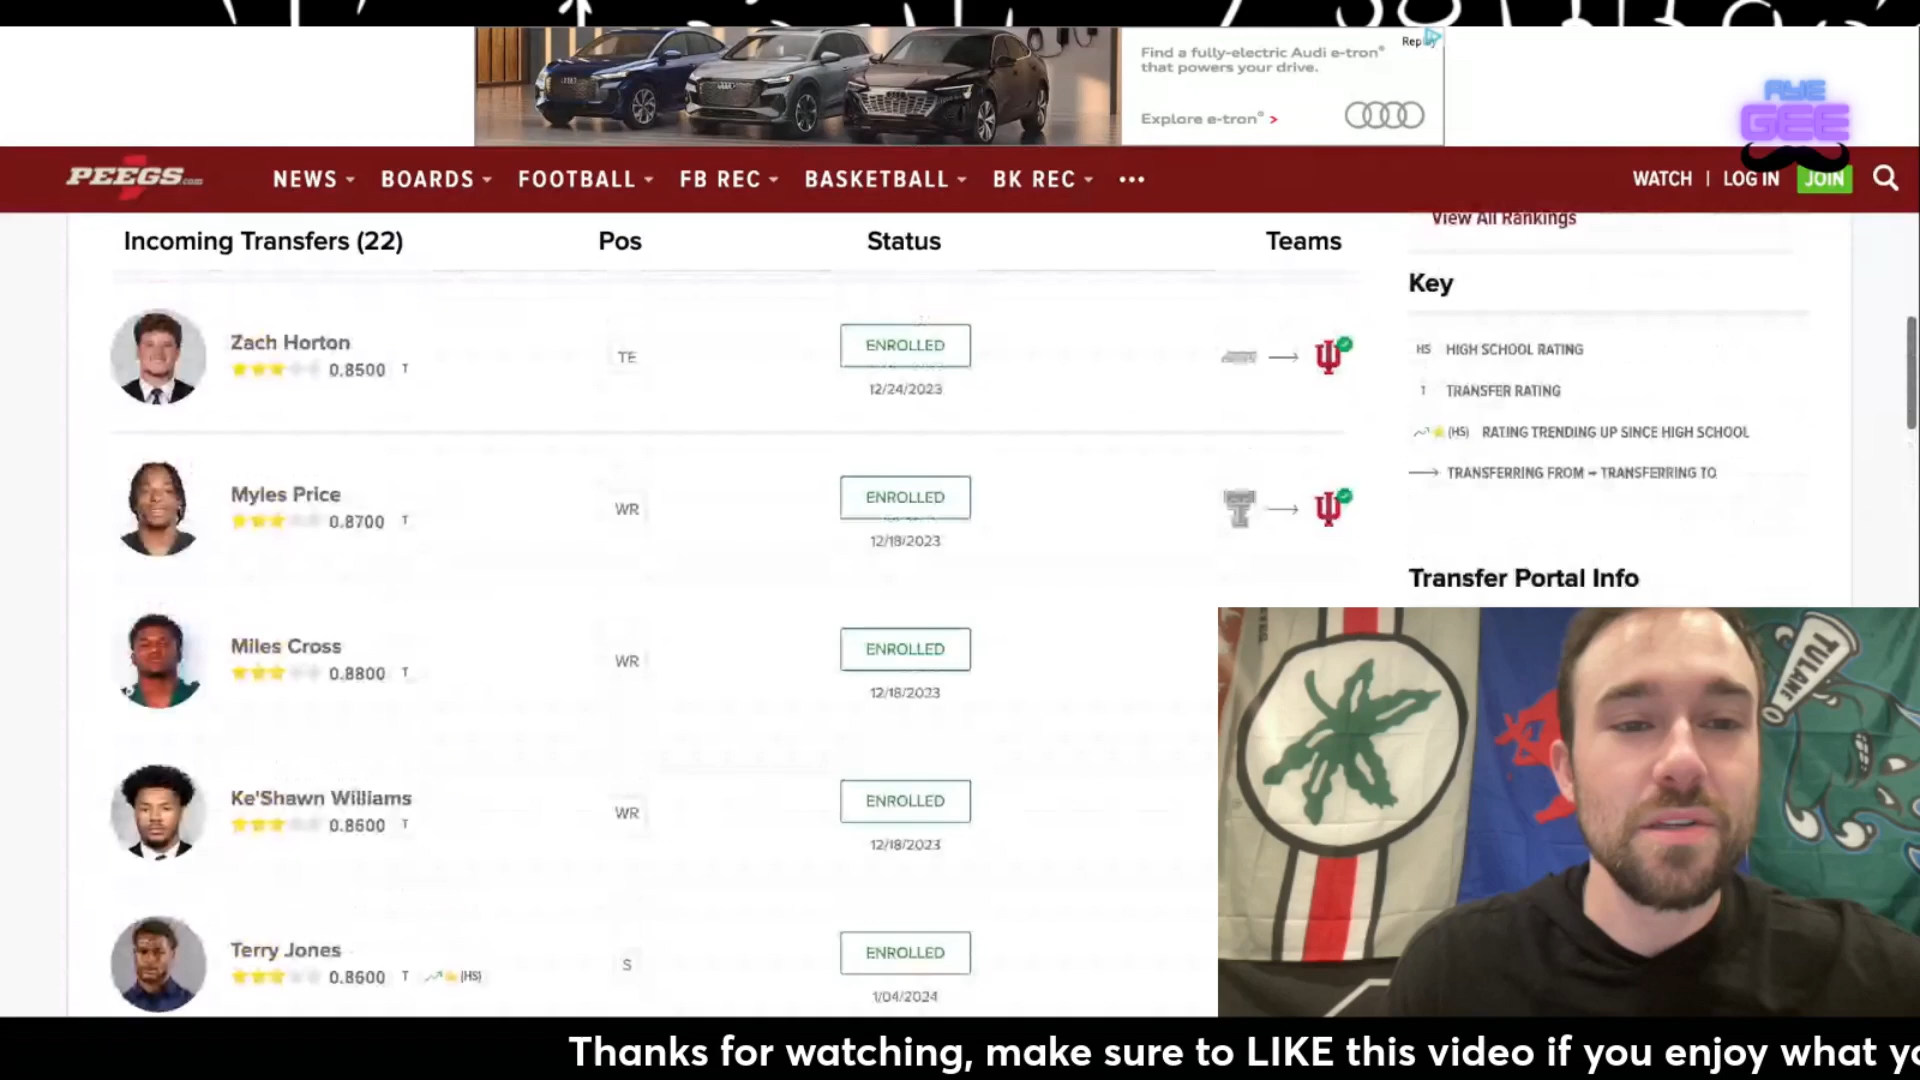 Find a fully-electric Audi e-tron®
that powers your drive.
Explore e-tron® >
AYE
GEE
PEEGS.com
NEWS
BOARDS
FOOTBALL
FB REC
BASKETBALL
BK REC
•••
WATCH | LOG IN
JOIN
View All Rankings
Incoming Transfers (22)
Pos
Status
Teams
Key
Zach Horton
0.8500 T
TE
ENROLLED
12/24/2023
HS HIGH SCHOOL RATING
T TRANSFER RATING
(HS) RATING TRENDING UP SINCE HIGH SCHOOL
TRANSFERRING FROM – TRANSFERRING TO
Myles Price
0.8700 T
WR
ENROLLED
12/18/2023
Transfer Portal Info
Miles Cross
0.8800 T
WR
ENROLLED
12/18/2023
TULANE
Ke'Shawn Williams
0.8600 T
WR
ENROLLED
12/18/2023
Terry Jones
0.8600 T (HS)
S
ENROLLED
1/04/2024
Thanks for watching, make sure to LIKE this video if you enjoy what yo